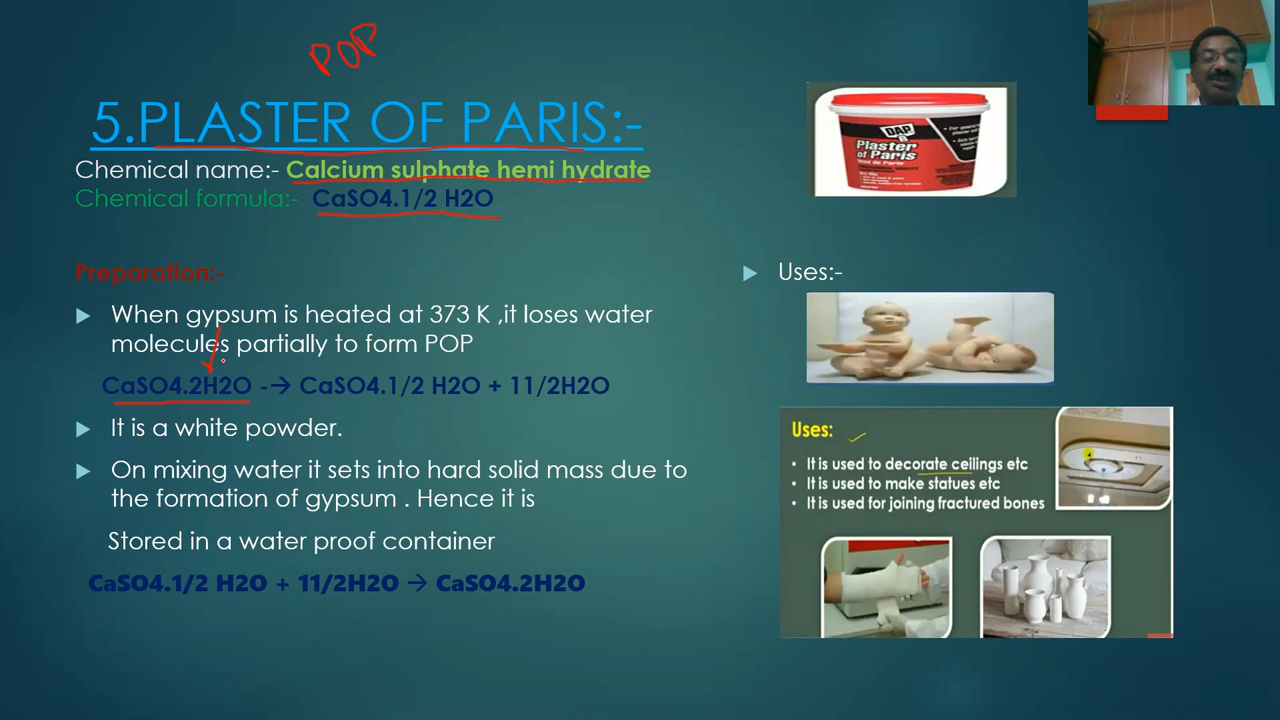 POP
5.PLASTER OF PARIS:-
Chemical name:- Calcium sulphate hemi hydrate
Chemical formula:- CaSO4.1/2 H2O
Preparation:-
When gypsum is heated at 373 K ,it loses water
molecules partially to form POP
CaSO4.2H2O -→ CaSO4.1/2 H2O + 11/2H2O
It is a white powder.
On mixing water it sets into hard solid mass due to
the formation of gypsum . Hence it is
Stored in a water proof container
CaSO4.1/2 H2O + 11/2H2O → CaSO4.2H2O
DAP
Plaster
of Paris
Uses:-
Uses:
• It is used to decorate ceilings etc
• It is used to make statues etc
• It is used for joining fractured bones